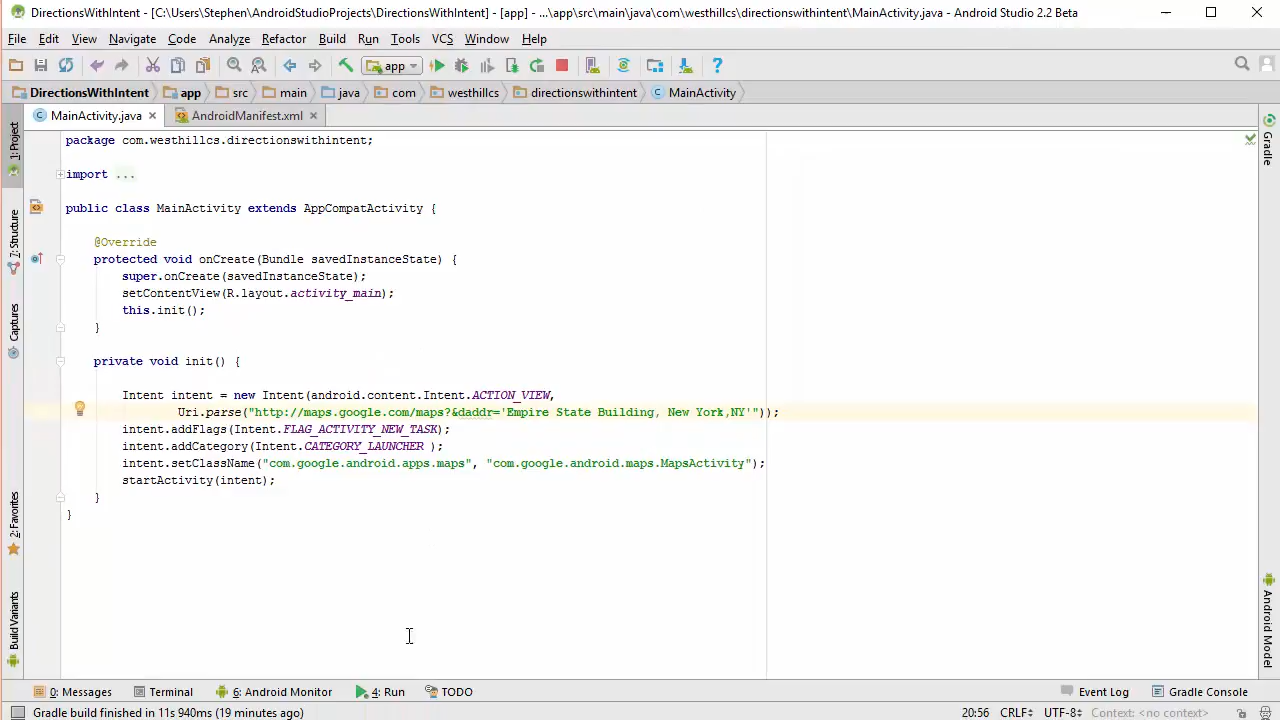 DirectionsWithIntent - [C:\Users\Stephen\AndroidStudioProjects\DirectionsWithIntent] - [app] - ...\app\src\main\java\com\westhillcs\directionswithintent\MainActivity.java - Android Studio 2.2 Beta
File Edit View Navigate Code Analyze Refactor Build Run Tools VCS Window Help
app
DirectionsWithIntent app src main java com westhillcs directionswithintent MainActivity
MainActivity.java AndroidManifest.xml
1: Project
7: Structure
Captures
2: Favorites
Build Variants
package com.westhillcs.directionswithintent;
import ...
public class MainActivity extends AppCompatActivity {
@Override
protected void onCreate(Bundle savedInstanceState) {
super.onCreate(savedInstanceState);
setContentView(R.layout.activity_main);
this.init();
}
private void init() {
Intent intent = new Intent(android.content.Intent.ACTION_VIEW,
Uri.parse("http://maps.google.com/maps?&daddr='Empire State Building, New York,NY'"));
intent.addFlags(Intent.FLAG_ACTIVITY_NEW_TASK);
intent.addCategory(Intent.CATEGORY_LAUNCHER );
intent.setClassName("com.google.android.apps.maps", "com.google.android.maps.MapsActivity");
startActivity(intent);
}
}
Gradle
Android Model
0: Messages Terminal 6: Android Monitor 4: Run TODO Event Log Gradle Console
Gradle build finished in 11s 940ms (19 minutes ago) 20:56 CRLF UTF-8 Context: <no context>